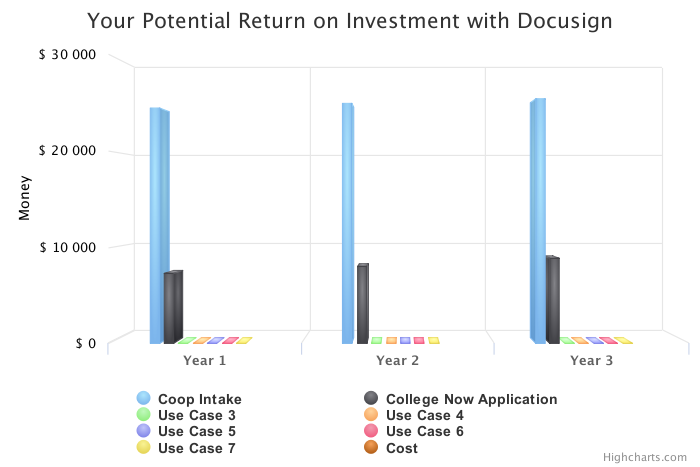 Your Potential Return on Investment with Docusign
Money
$ 30 000
$ 20 000
$ 10 000
$ 0
Year 1
Year 2
Year 3
Coop Intake
College Now Application
Use Case 3
Use Case 4
Use Case 5
Use Case 6
Use Case 7
Cost
Highcharts.com